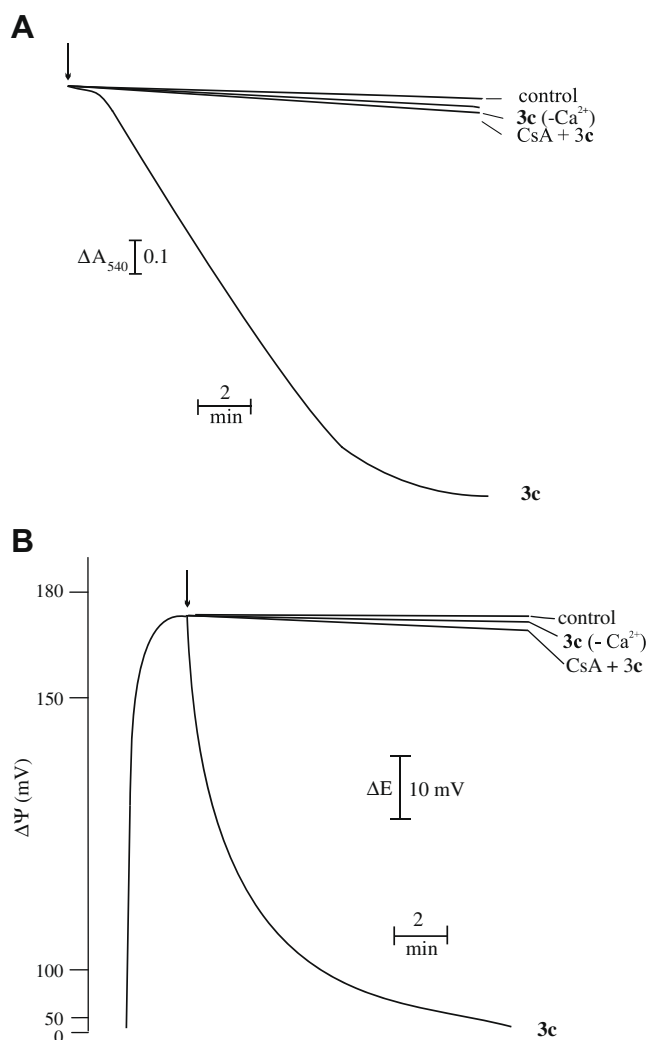 A
control
3c (-Ca²⁺)
CsA + 3c
ΔA₅₄₀ 0.1
2
min
3c
B
180
control
3c (- Ca²⁺)
CsA + 3c
150
ΔE 10 mV
ΔΨ (mV)
2
min
100
50
0
3c